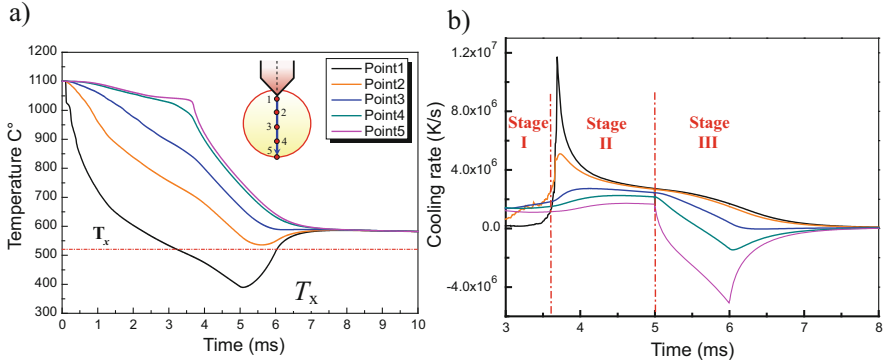 a)
1200
1100
1000
900
800
700
600
500
400
300
Temperature C°
0 1 2 3 4 5 6 7 8 9 10
Time (ms)
T_x
T_x
1
2
3
4
5
Point1
Point2
Point3
Point4
Point5
b)
1.2x10^7
8.0x10^6
4.0x10^6
0.0
-4.0x10^6
Cooling rate (K/s)
3 4 5 6 7 8
Time (ms)
Stage
I
Stage
II
Stage
III